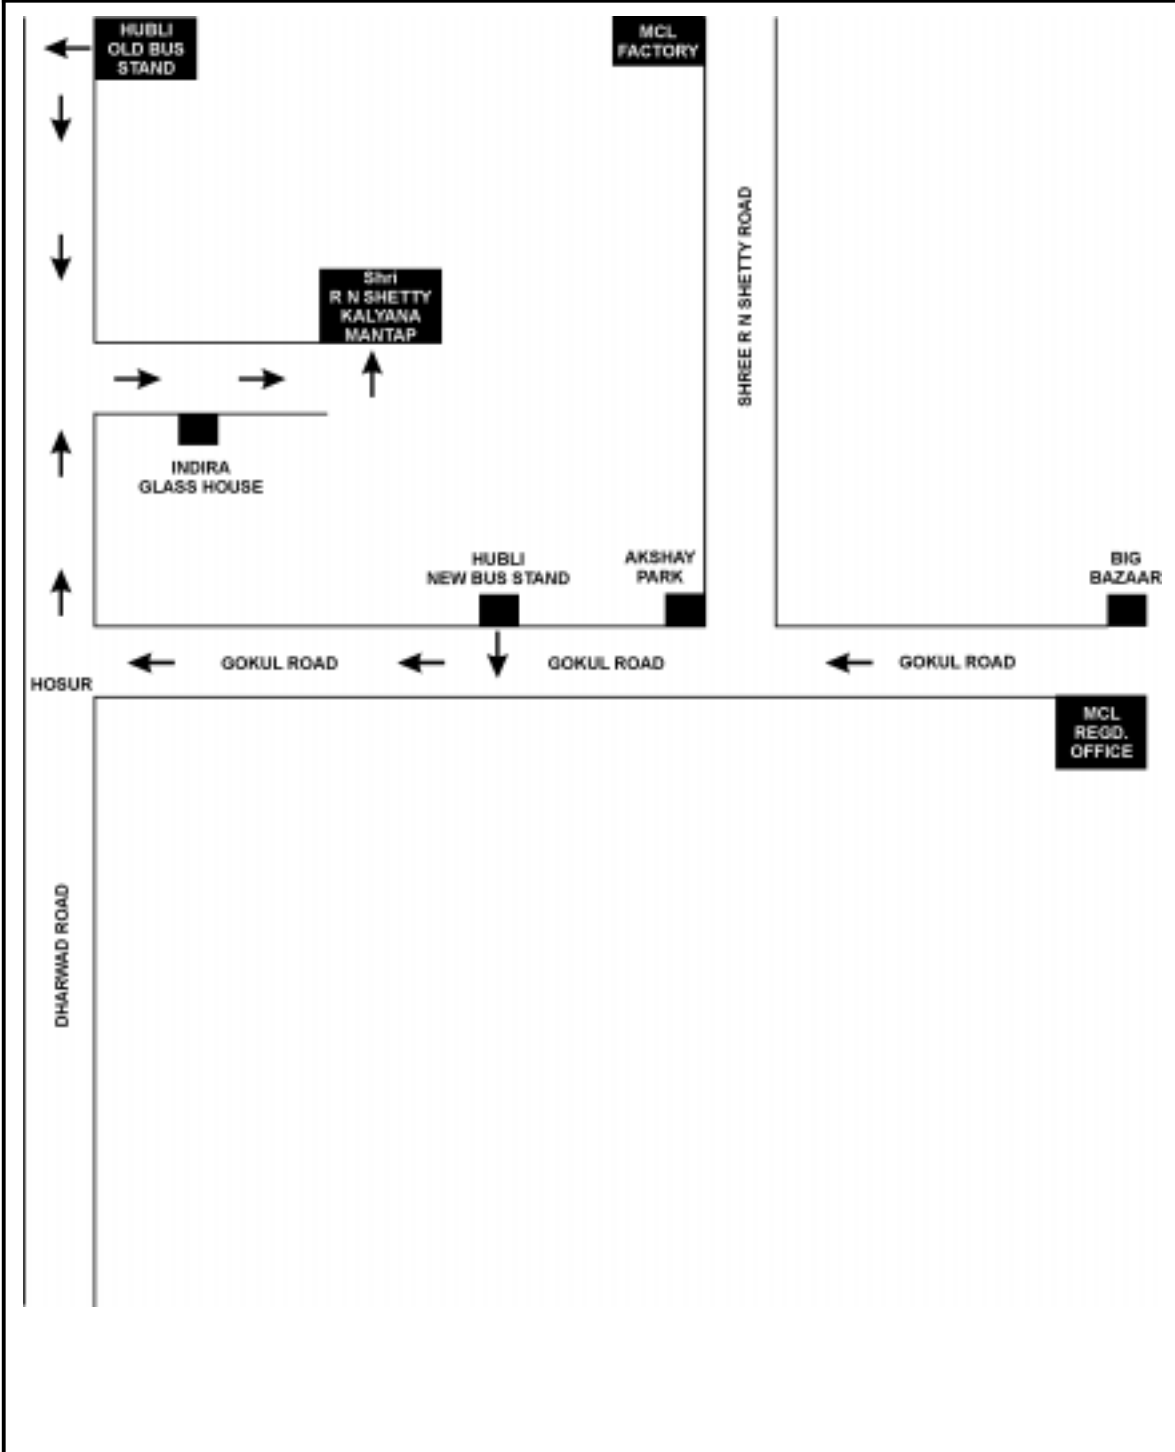 HUBLI
OLD BUS
STAND
MCL
FACTORY
SHREE R N SHETTY ROAD
Shri
R N SHETTY
KALYANA
MANTAP
INDIRA
GLASS HOUSE
HUBLI
NEW BUS STAND
AKSHAY
PARK
BIG
BAZAAR
GOKUL ROAD
GOKUL ROAD
GOKUL ROAD
HOSUR
MCL
REGD.
OFFICE
DHARWAD ROAD